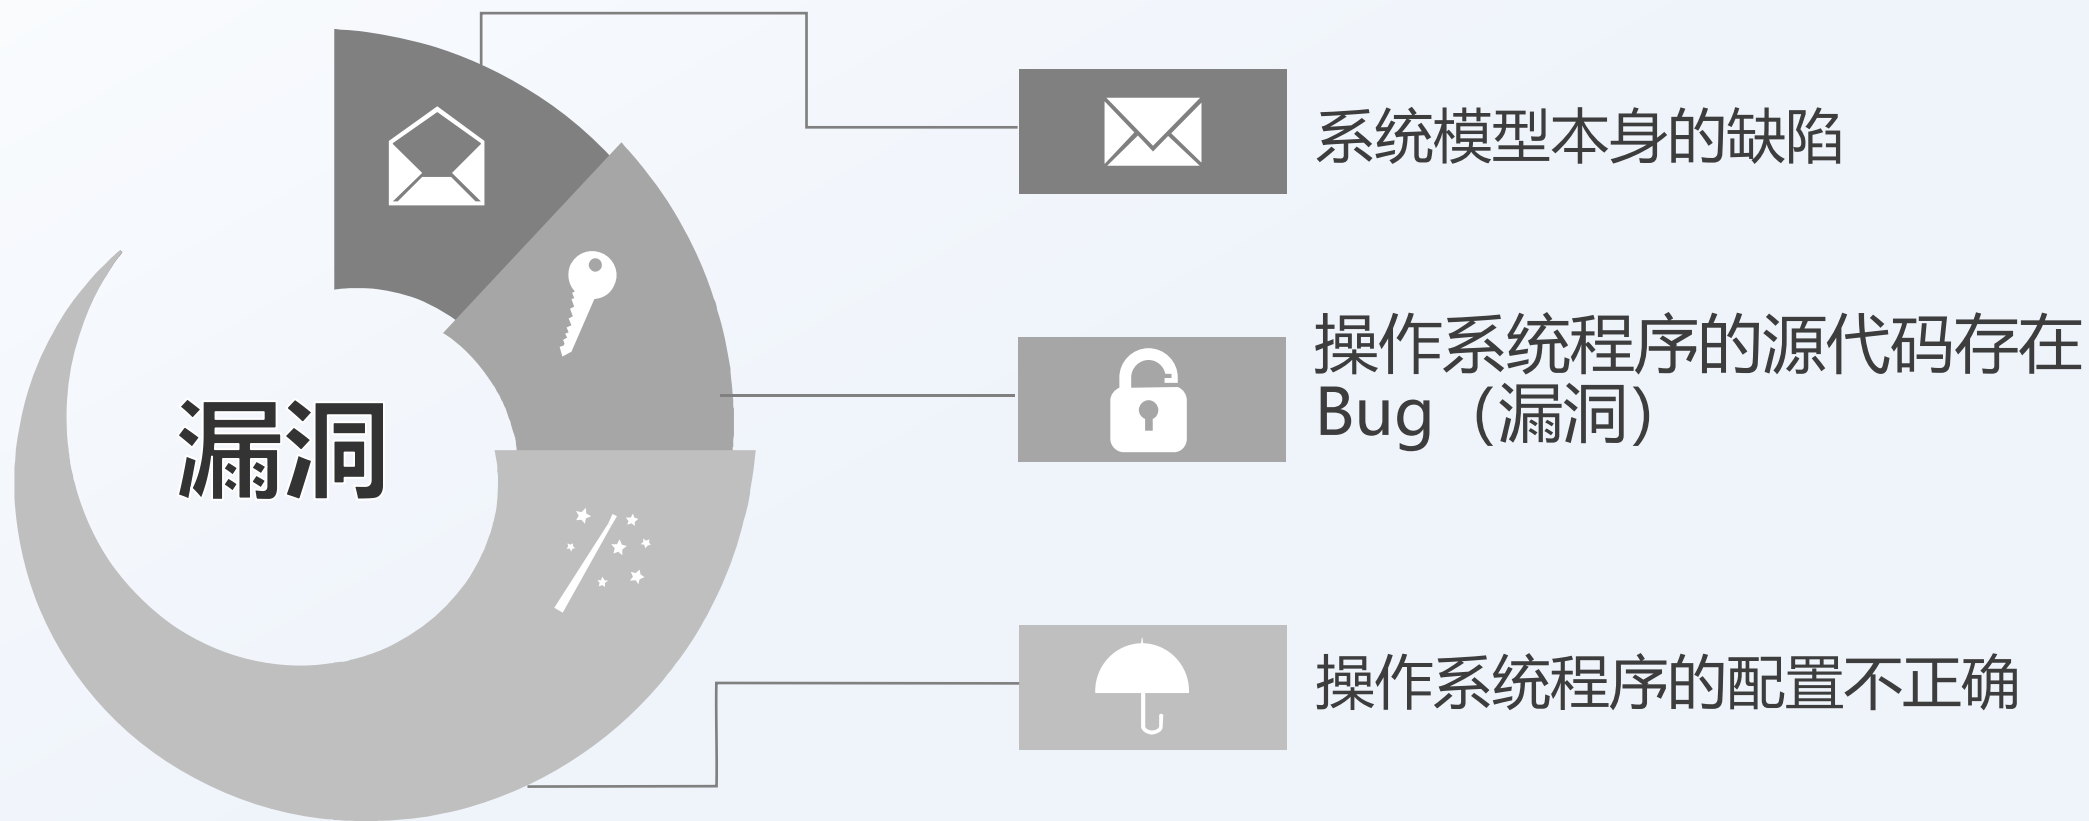 漏洞
系统模型本身的缺陷
操作系统程序的源代码存在
Bug（漏洞）
操作系统程序的配置不正确